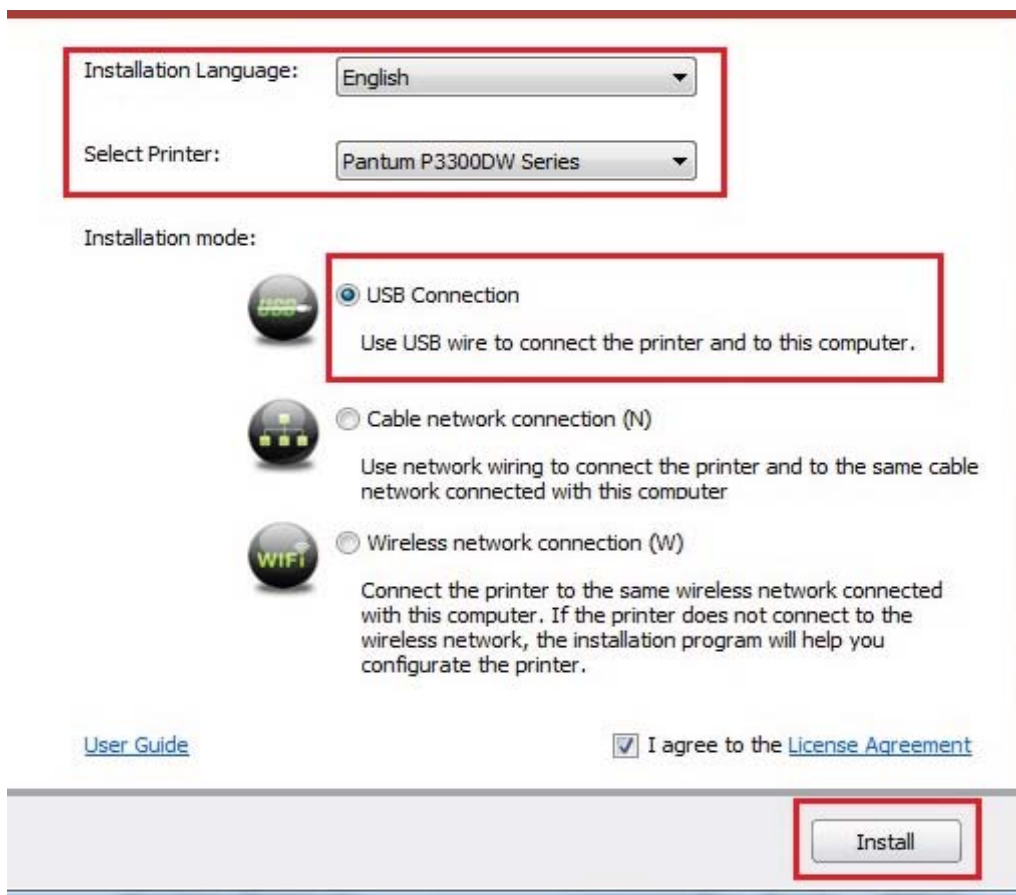 Installation Language:
English
Select Printer:
Pantum P3300DW Series
Installation mode:
USB
USB Connection
Use USB wire to connect the printer and to this computer.
Cable network connection (N)
Use network wiring to connect the printer and to the same cable
network connected with this computer
WIFI
Wireless network connection (W)
Connect the printer to the same wireless network connected
with this computer. If the printer does not connect to the
wireless network, the installation program will help you
configurate the printer.
User Guide
I agree to the License Agreement
Install